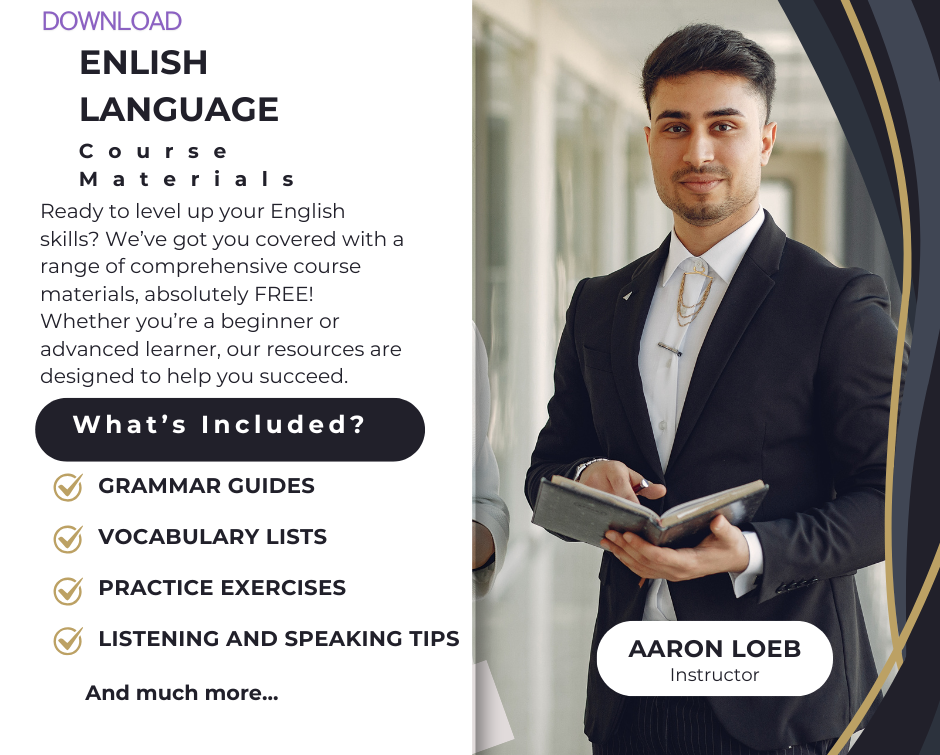 DOWNLOAD
ENLISH
LANGUAGE
Course
Materials
Ready to level up your English
skills? We’ve got you covered with a
range of comprehensive course
materials, absolutely FREE!
Whether you’re a beginner or
advanced learner, our resources are
designed to help you succeed.
What’s Included?
GRAMMAR GUIDES
VOCABULARY LISTS
PRACTICE EXERCISES
LISTENING AND SPEAKING TIPS
And much more...
AARON LOEB
Instructor